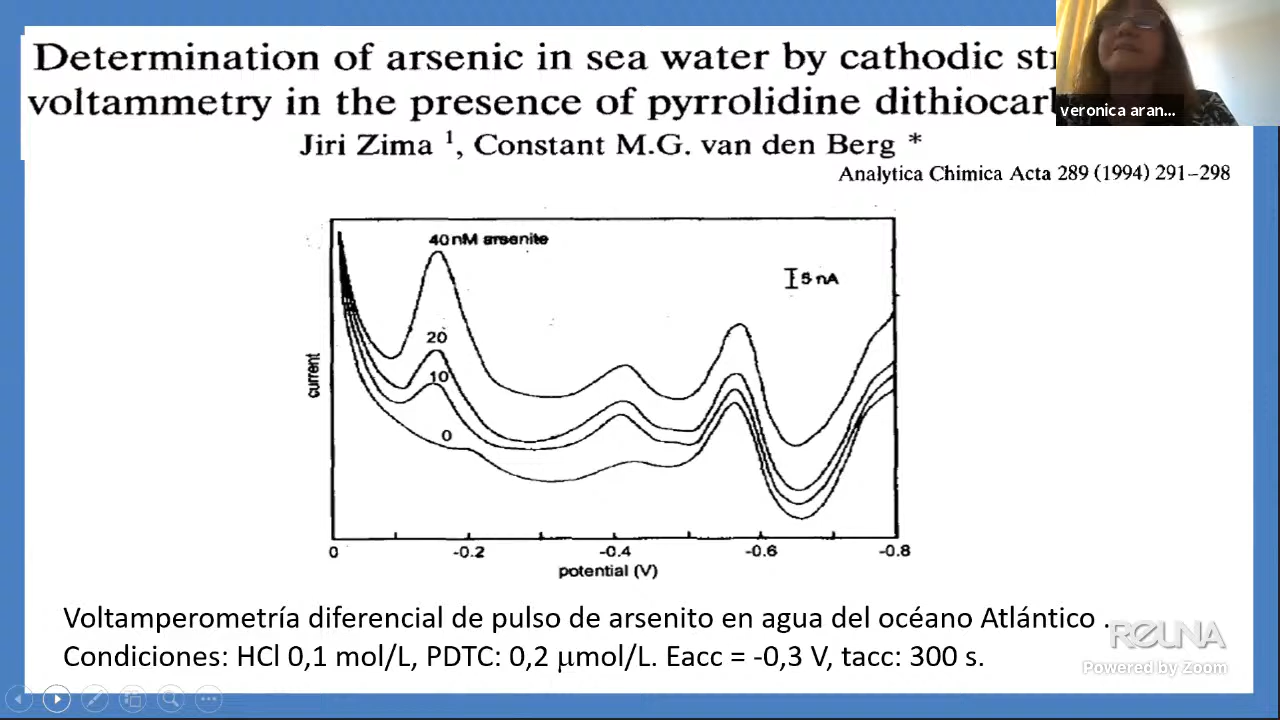 Determination of arsenic in sea water by cathodic
voltammetry in the presence of pyrrolidine
Jiri Zima 1, Constant M.G. van den Berg *
Analytica Chimica Acta 289 (1994) 291–298
veronica aran...
40 nM arsenite
5 nA
20
10
0
current
0 -0.2 -0.4 -0.6 -0.8
potential (V)
Voltamperometría diferencial de pulso de arsenito en agua del océano Atlántico .
Condiciones: HCl 0,1 mol/L, PDTC: 0,2 μmol/L. Eacc = -0,3 V, tacc: 300 s.
REUNA
Powered by Zoom